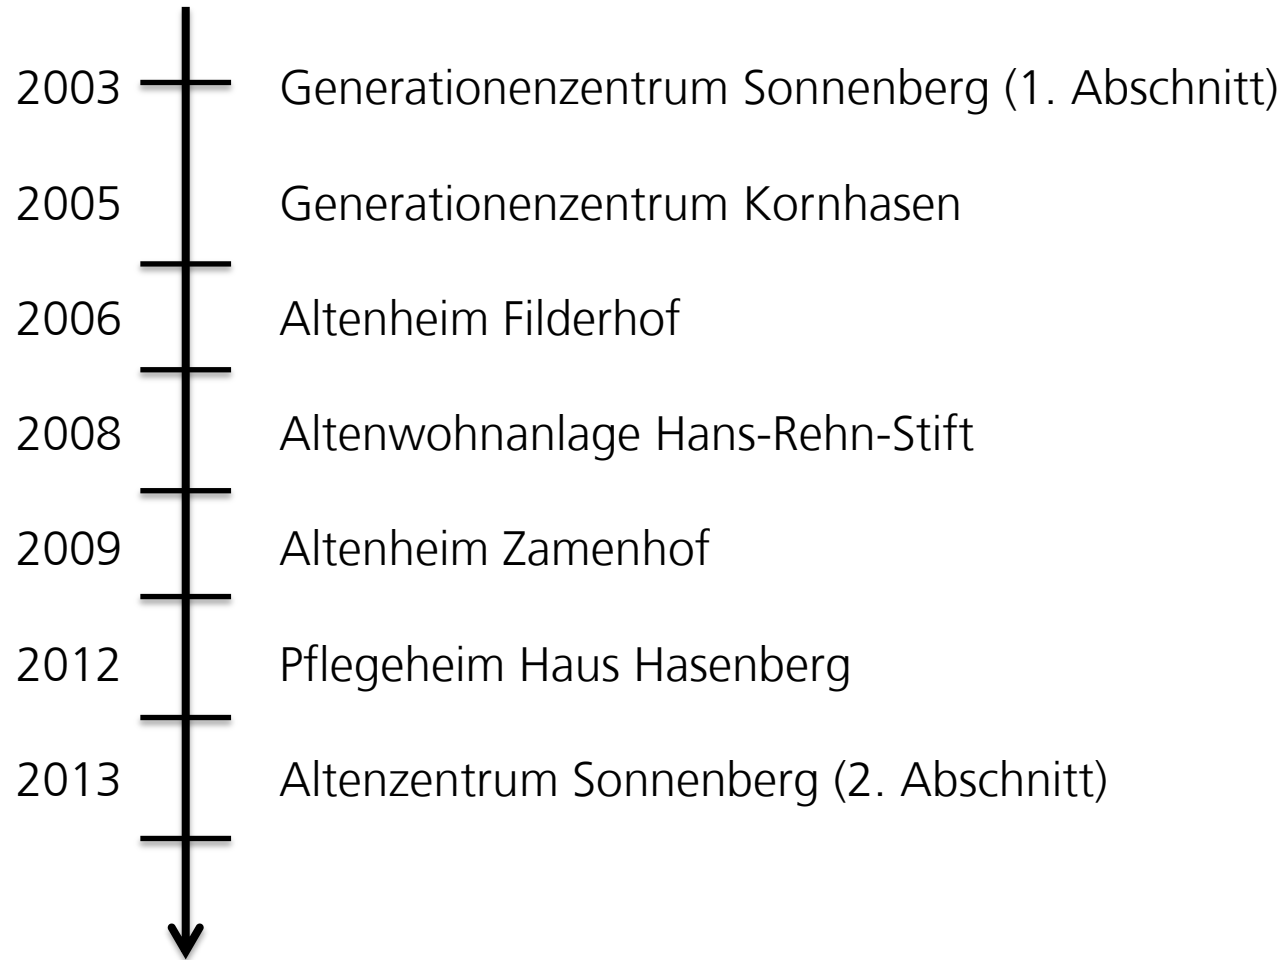 2003 Generationenzentrum Sonnenberg (1. Abschnitt)
2005 Generationenzentrum Kornhasen
2006 Altenheim Filderhof
2008 Altenwohnanlage Hans-Rehn-Stift
2009 Altenheim Zamenhof
2012 Pflegeheim Haus Hasenberg
2013 Altenzentrum Sonnenberg (2. Abschnitt)